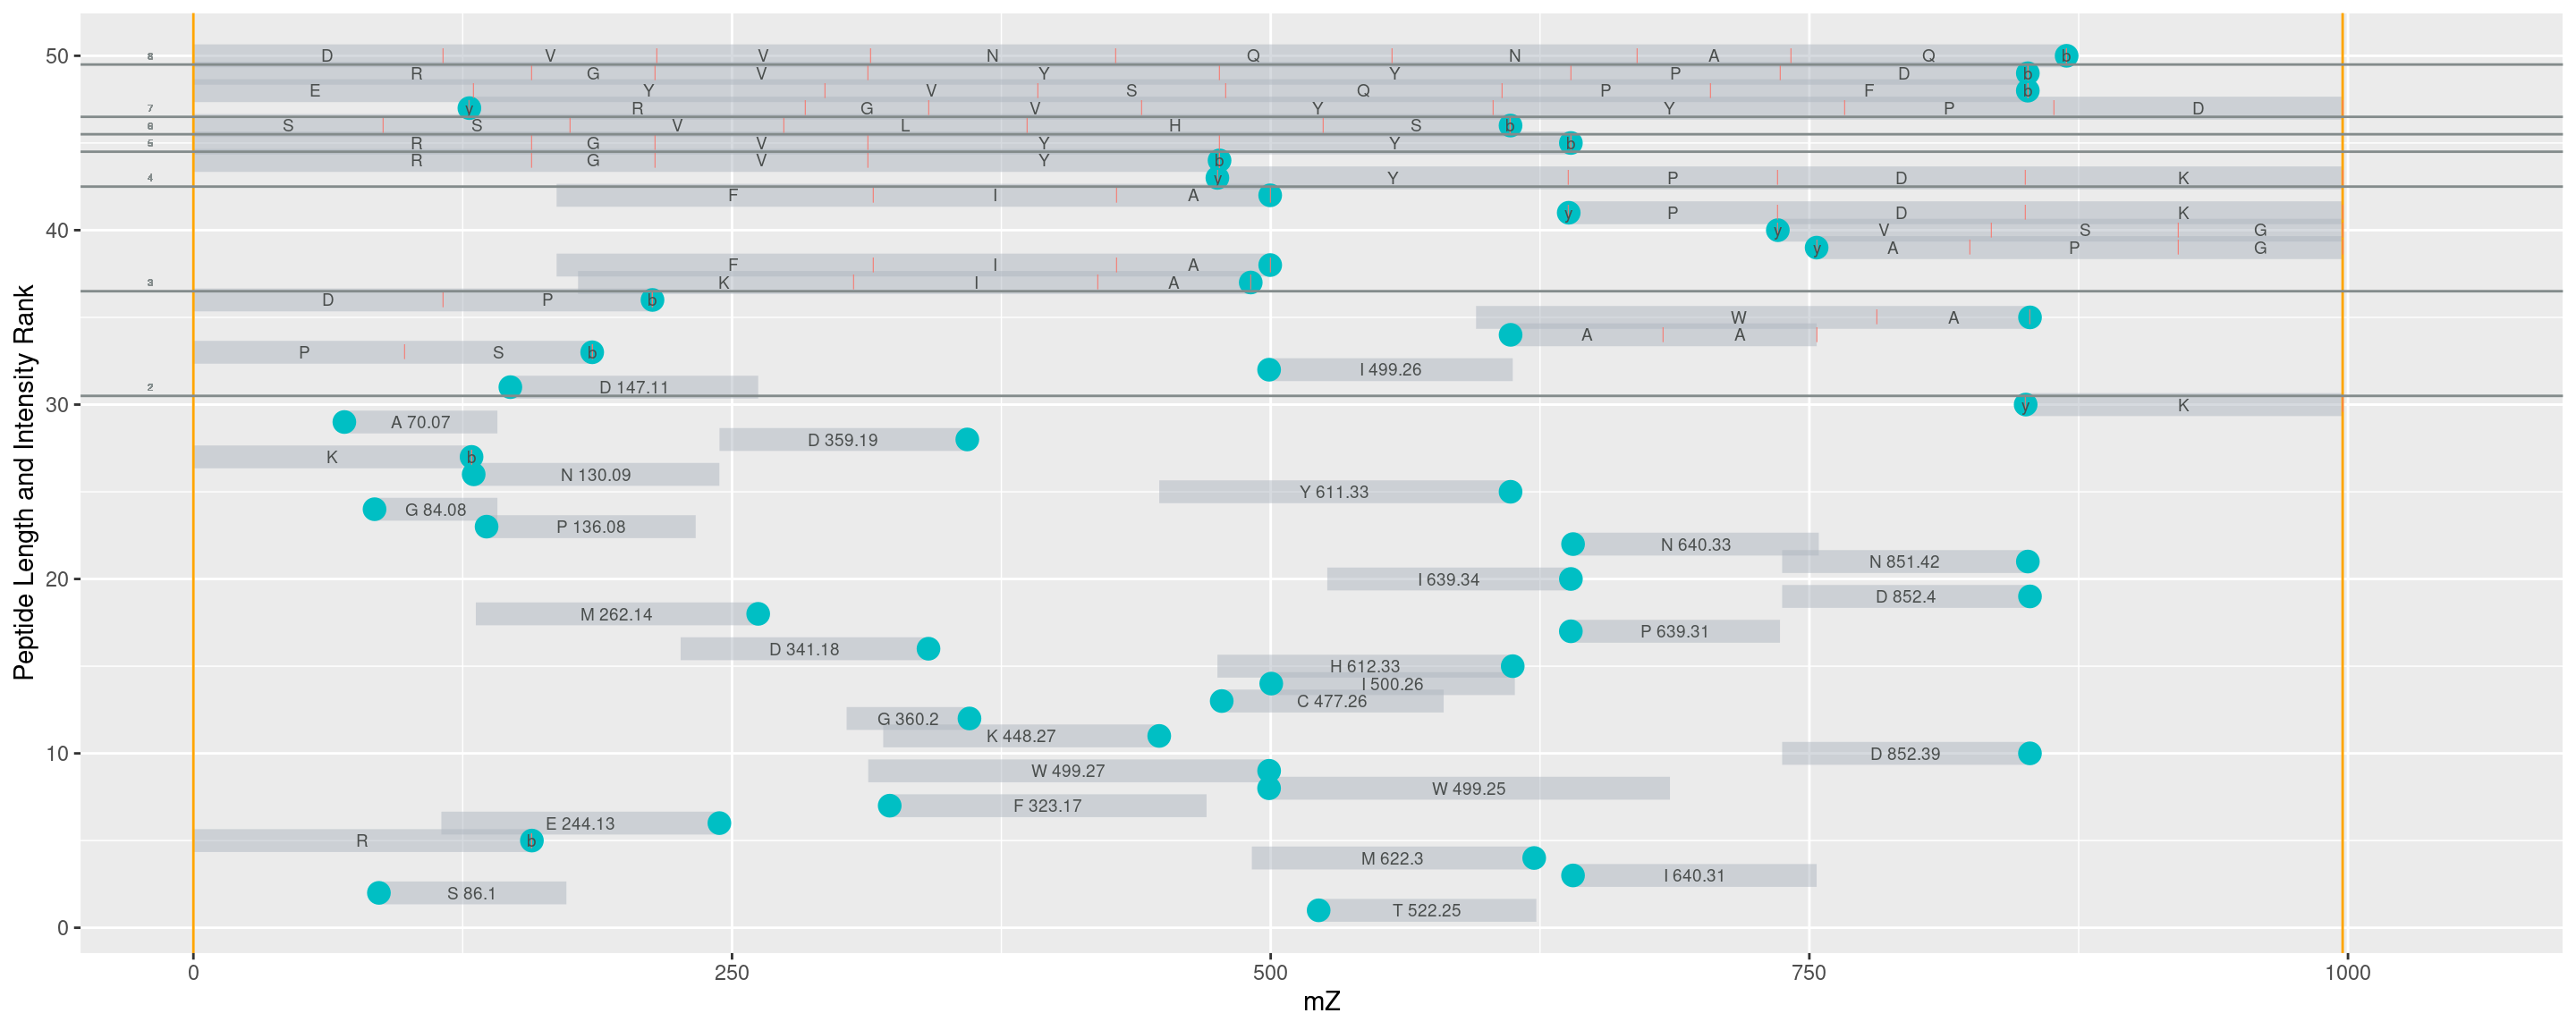 50 8 D V V N Q N A Q b
R G V Y Y P D b
E Y V S Q P F b
7 y R G V Y Y P D
6 S S V L H S b
5 R G V Y Y b
R G V Y b
4 y Y P D K
F I A
y P D K
40 y V S G
y A P G
F I A
3 K I A
D P b
W A
A A
P S b
I 499.26
2 D 147.11
30 y K
A 70.07
D 359.19
K b
N 130.09
Y 611.33
G 84.08
P 136.08
N 640.33
N 851.42
20 I 639.34
D 852.4
M 262.14
P 639.31
D 341.18
H 612.33
I 500.26
C 477.26
G 360.2
K 448.27
10 D 852.39
W 499.27
W 499.25
F 323.17
E 244.13
R b
M 622.3
I 640.31
S 86.1
T 522.25
0
0 250 500 750 1000
mZ
Peptide Length and Intensity Rank